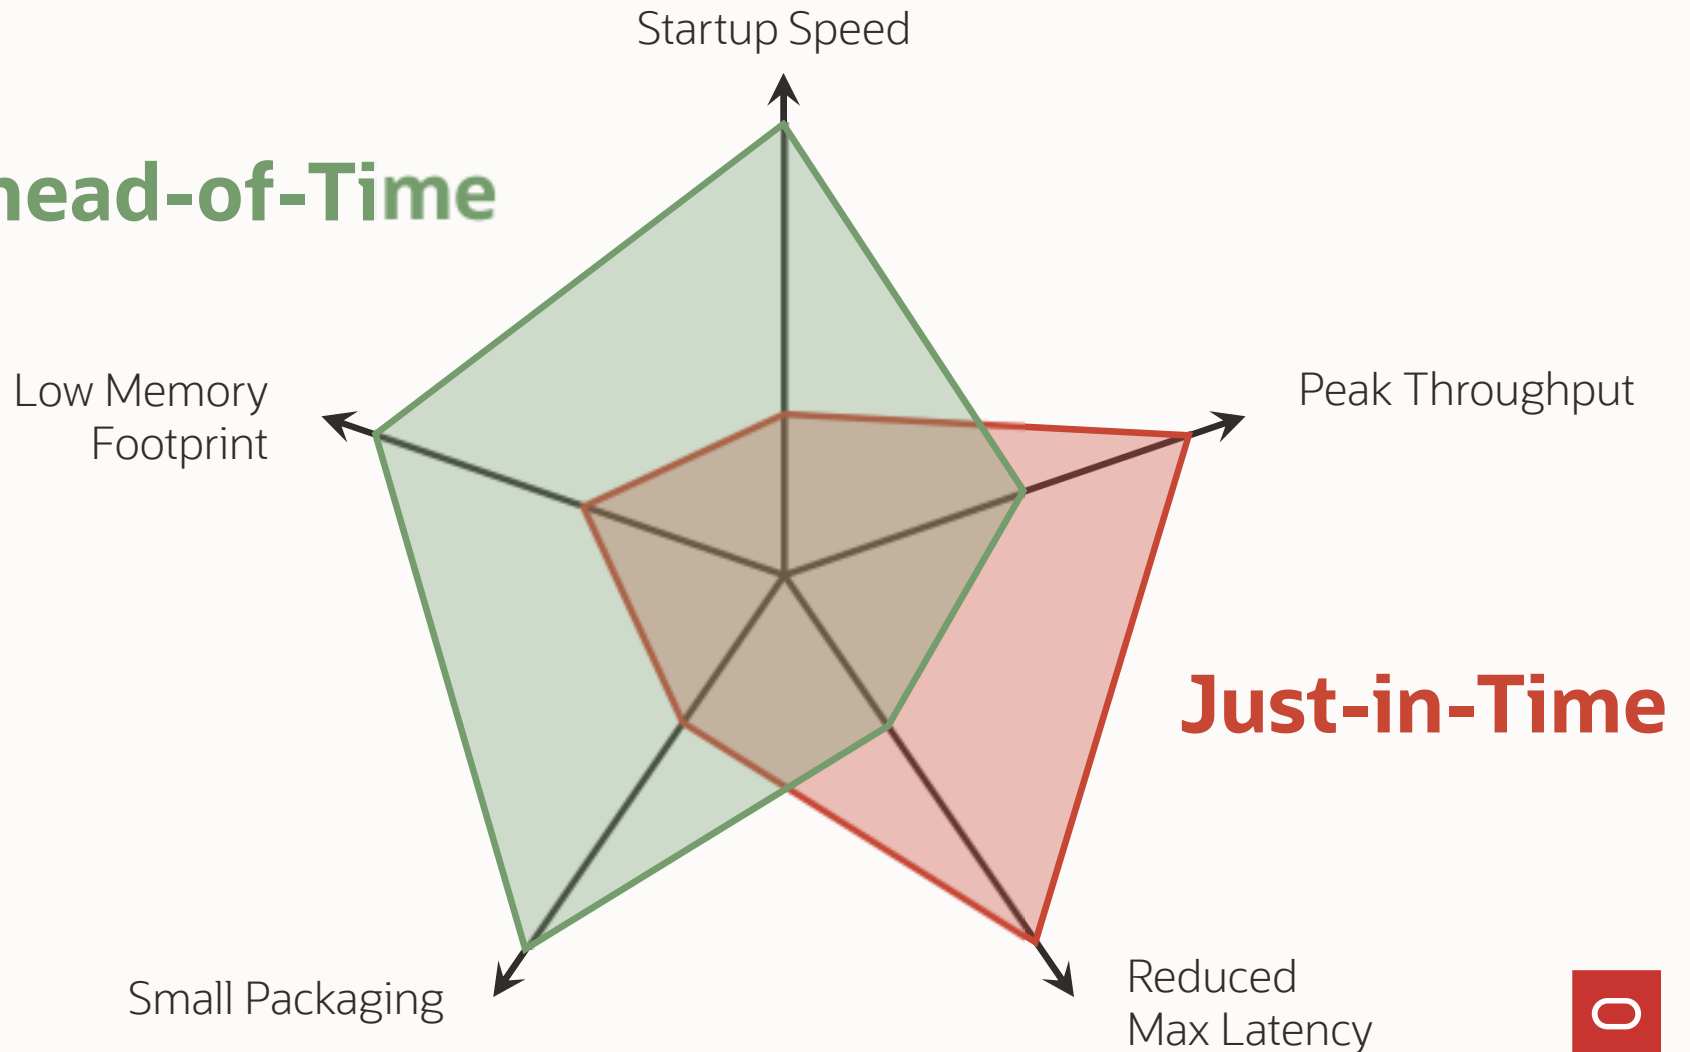 Startup Speed
head-of-Time
Low Memory
Footprint
Peak Throughput
Just-in-Time
Small Packaging
Reduced
Max Latency